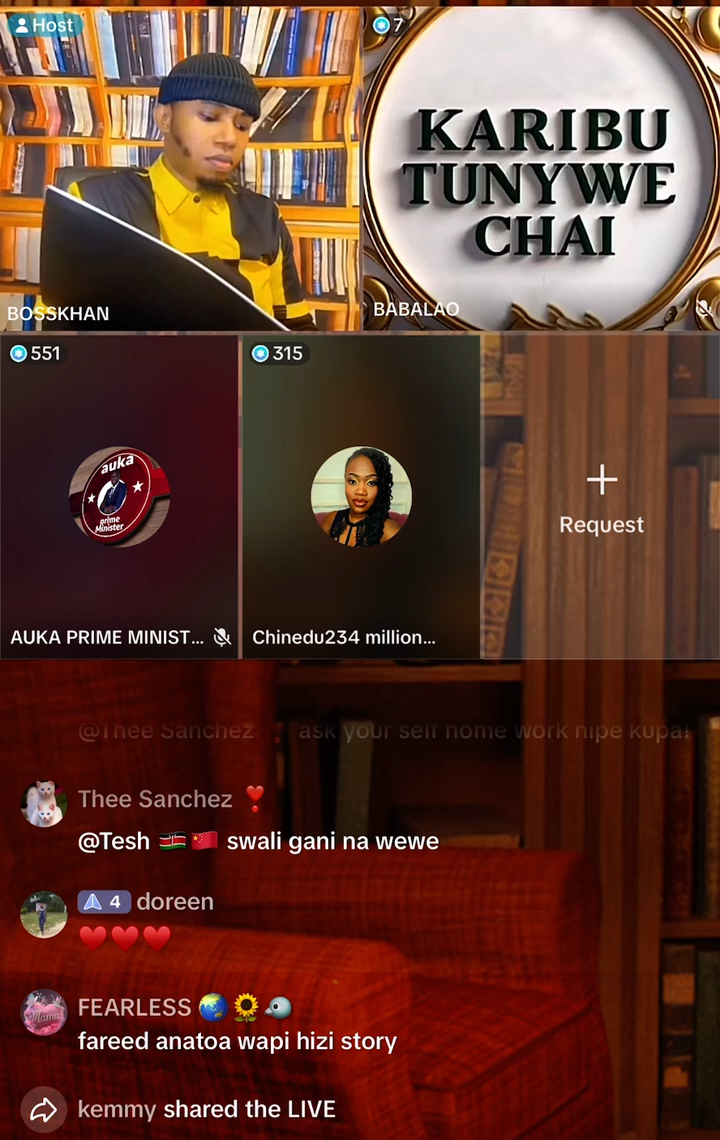 Host
7
KARIBU
TUNYWE
CHAI
BOSSKHAN
BABALAO
551
315
auka
prime
Minister
Request
AUKA PRIME MINIST...
Chinedu234 million...
@Thee Sanchez❣️ ask your self home work nipe kupa!
Thee Sanchez ❣️
@Tesh 🇰🇪🇨🇳 swali gani na wewe
4 doreen
❤️❤️❤️
Mama
FEARLESS 🌍🌻🐦
fareed anatoa wapi hizi story
kemmy shared the LIVE